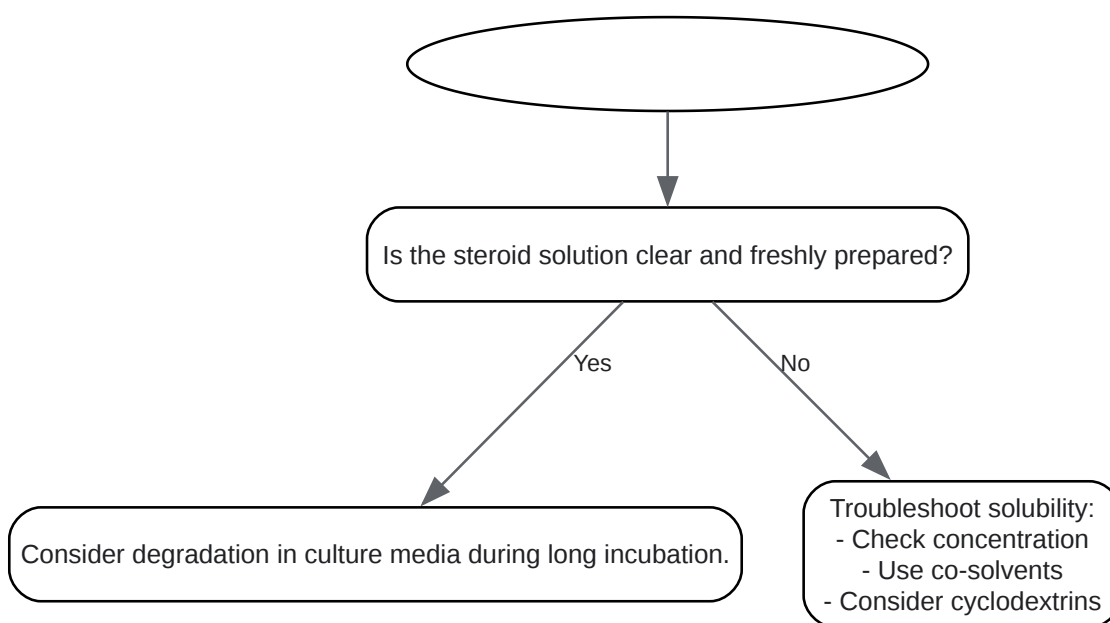 Is the steroid solution clear and freshly prepared?
Yes
No
Consider degradation in culture media during long incubation.
Troubleshoot solubility:
- Check concentration
- Use co-solvents
- Consider cyclodextrins